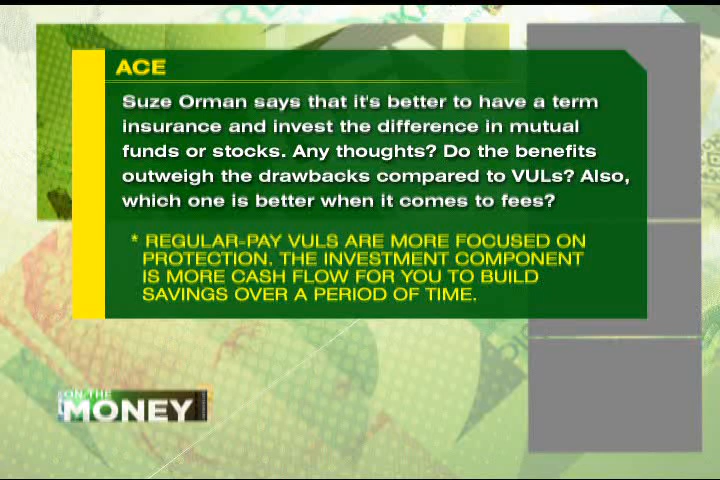 ACE
Suze Orman says that it's better to have a term
insurance and invest the difference in mutual
funds or stocks. Any thoughts? Do the benefits
outweigh the drawbacks compared to VULs? Also,
which one is better when it comes to fees?
* REGULAR-PAY VULS ARE MORE FOCUSED ON
PROTECTION. THE INVESTMENT COMPONENT
IS MORE CASH FLOW FOR YOU TO BUILD
SAVINGS OVER A PERIOD OF TIME.
ON THE
MONEY